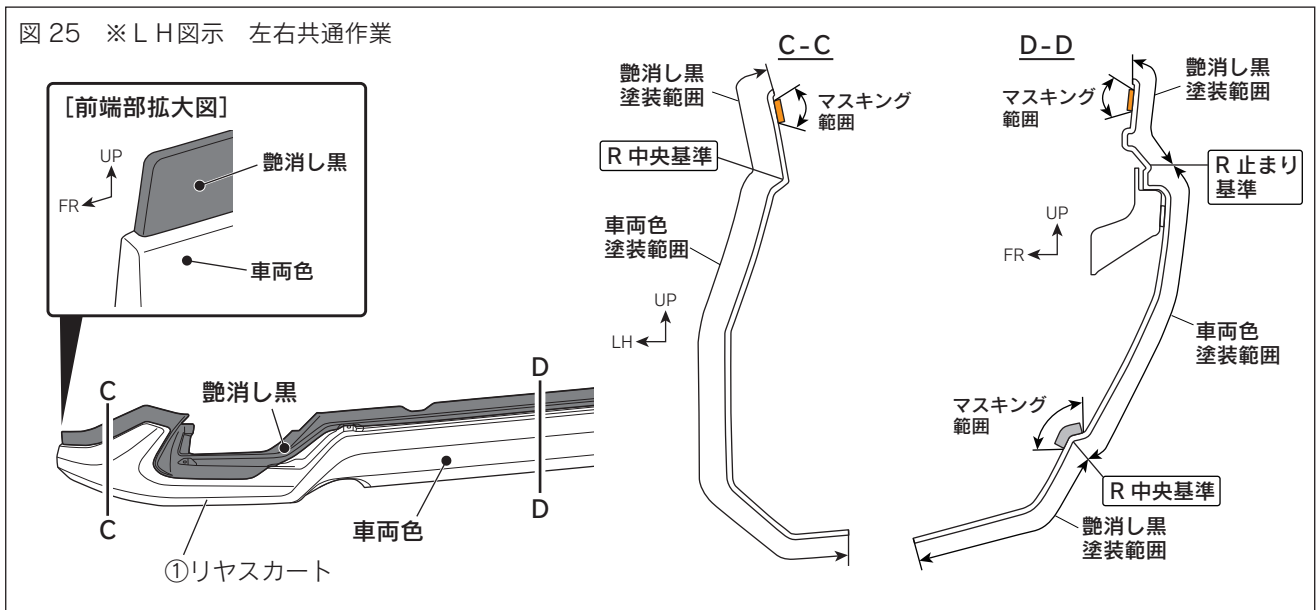 図 25 ※ＬＨ図示 左右共通作業
［前端部拡大図］
UP
FR
艶消し黒
車両色
C
艶消し黒
D
C
車両色
D
①リヤスカート
C-C
艶消し黒
塗装範囲
マスキング
範囲
R 中央基準
車両色
塗装範囲
UP
LH
D-D
マスキング
範囲
艶消し黒
塗装範囲
R 止まり
基準
UP
FR
車両色
塗装範囲
マスキング
範囲
R 中央基準
艶消し黒
塗装範囲